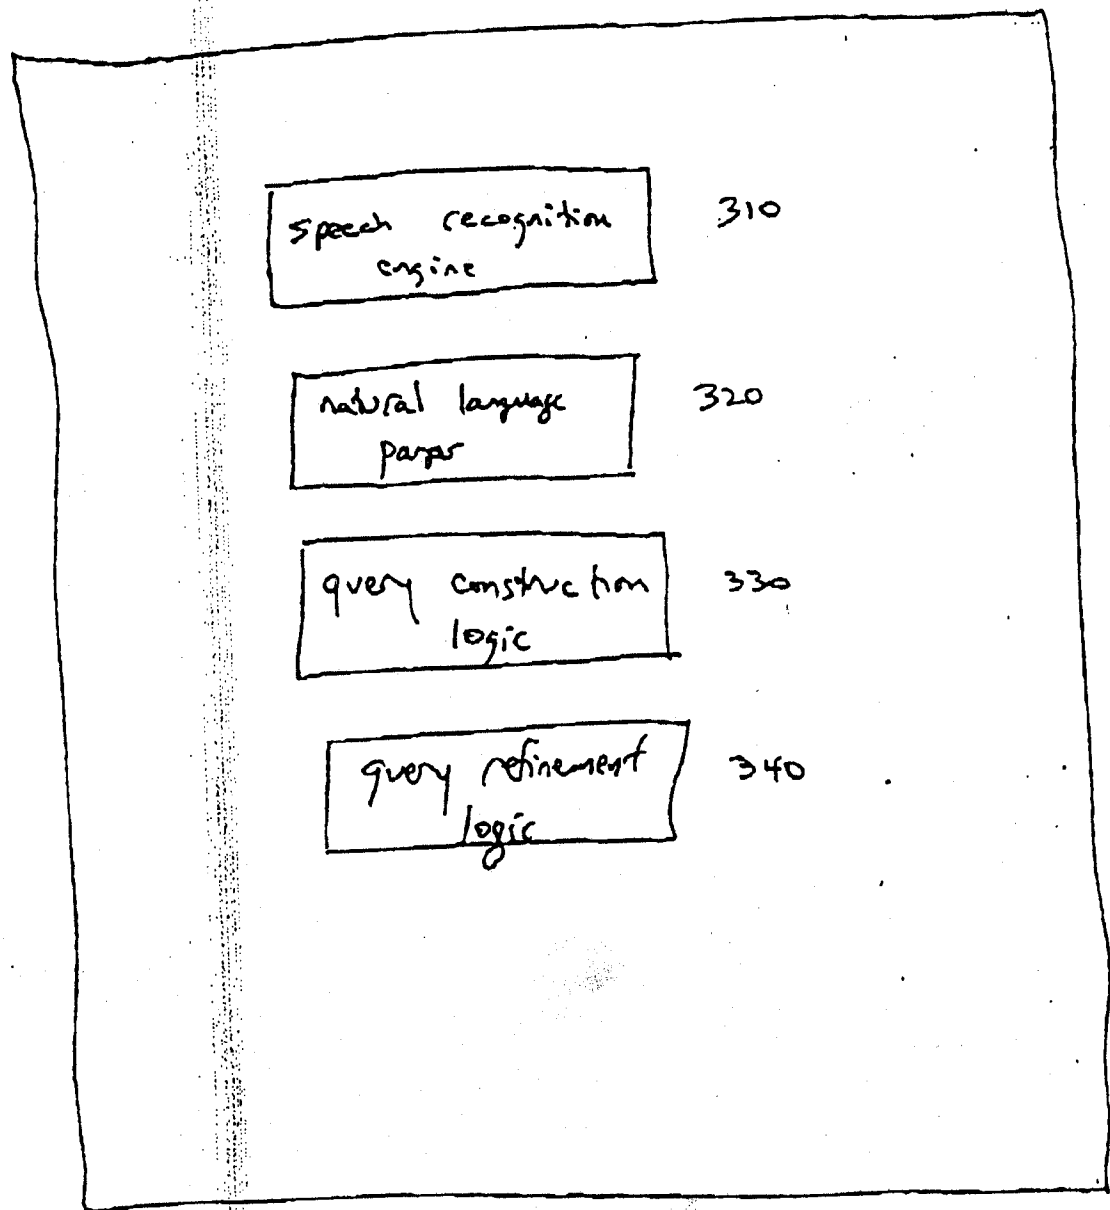 speech recognition 310
engine
natural language 320
parser
query construction 330
logic
query refinement 340
logic